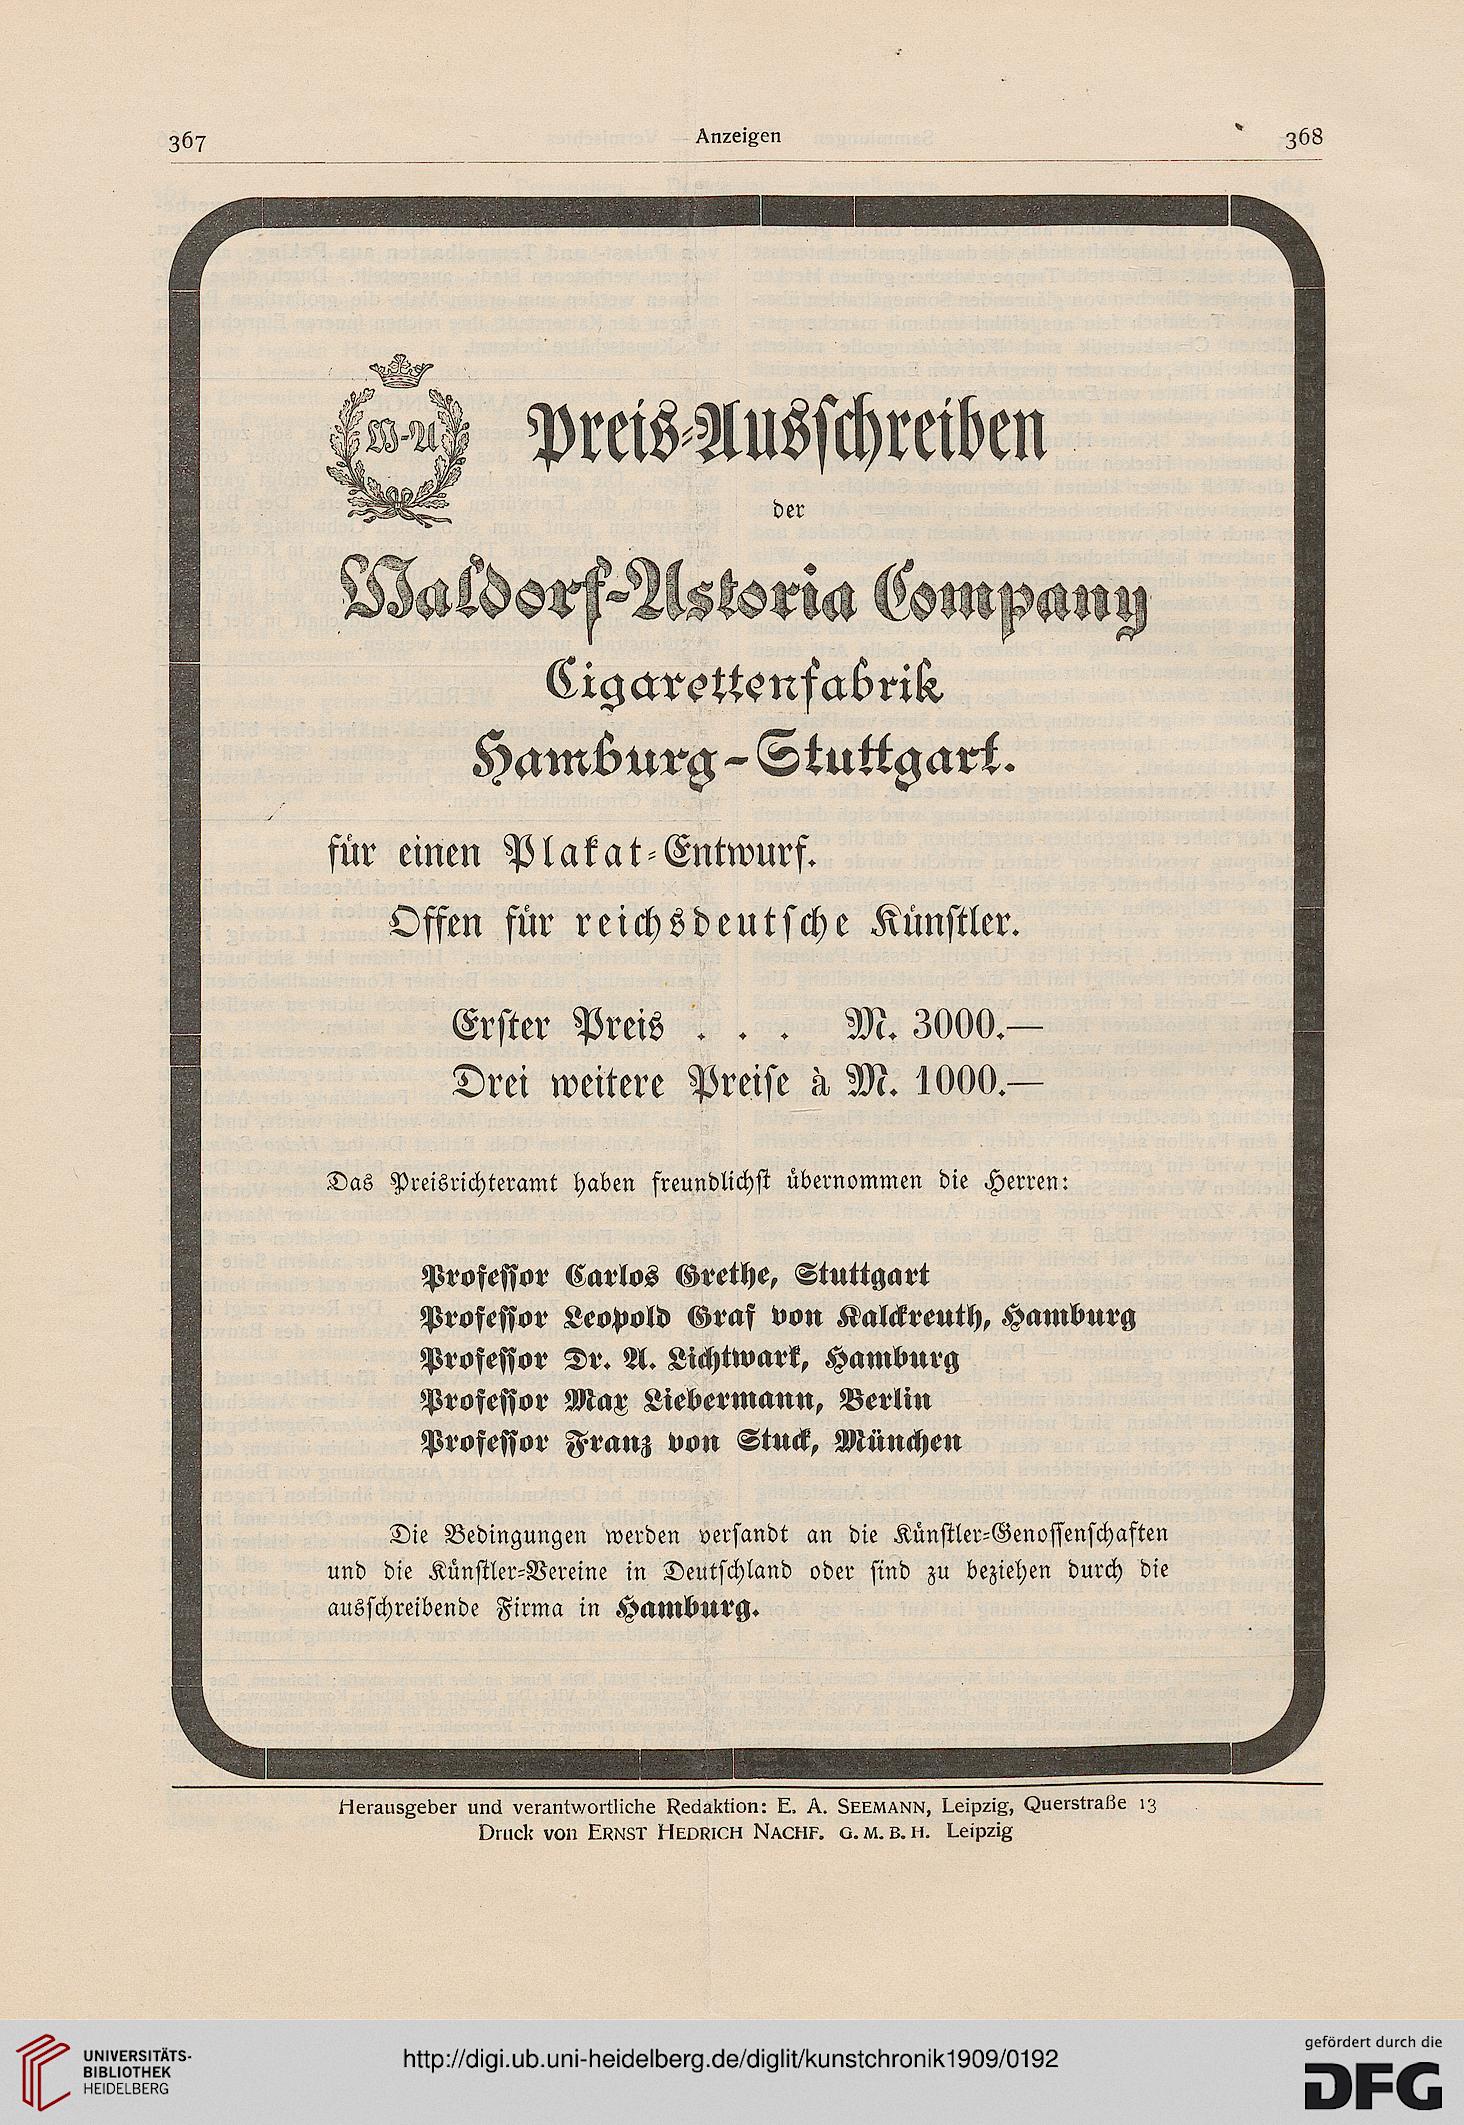 367
Anzeigen
368
W-A
Preis-Ausschreiben
der
Waldorf-Astoria Company
Cigarettenfabrik
Hamburg-Stuttgart.
für einen Plakat-Entwurf.
Offen für reichsdeutsche Künstler.
Erster Preis . . . M. 3000.—
Drei weitere Preise à M. 1000.—
Das Preisrichteramt haben freundlichst übernommen die Herren:
Professor Carlos Grethe, Stuttgart
Professor Leopold Graf von Kalckreuth, Hamburg
Professor Dr. A. Lichtwark, Hamburg
Professor Max Liebermann, Berlin
Professor Franz von Stuck, München
Die Bedingungen werden versandt an die Künstler-Genossenschaften
und die Künstler-Vereine in Deutschland oder sind zu beziehen durch die
ausschreibende Firma in Hamburg.
Herausgeber und verantwortliche Redaktion: E. A. SEEMANN, Leipzig, Querstraße 13
Druck von ERNST HEDRICH NACHF. G. M. B. H. Leipzig
UNIVERSITÄTS-
BIBLIOTHEK
HEIDELBERG
http://digi.ub.uni-heidelberg.de/diglit/kunstchronik1909/0192
gefördert durch die
DFG